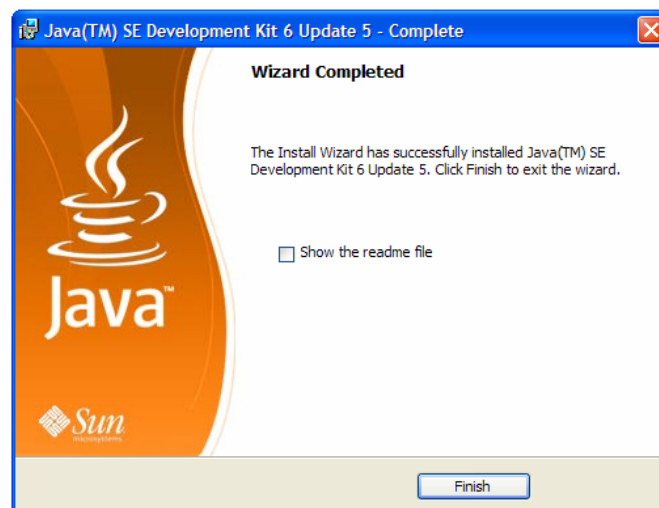 Java(TM) SE Development Kit 6 Update 5 - Complete
Wizard Completed
The Install Wizard has successfully installed Java(TM) SE
Development Kit 6 Update 5. Click Finish to exit the wizard.
Show the readme file
Java™
Sun
microsystems
Finish